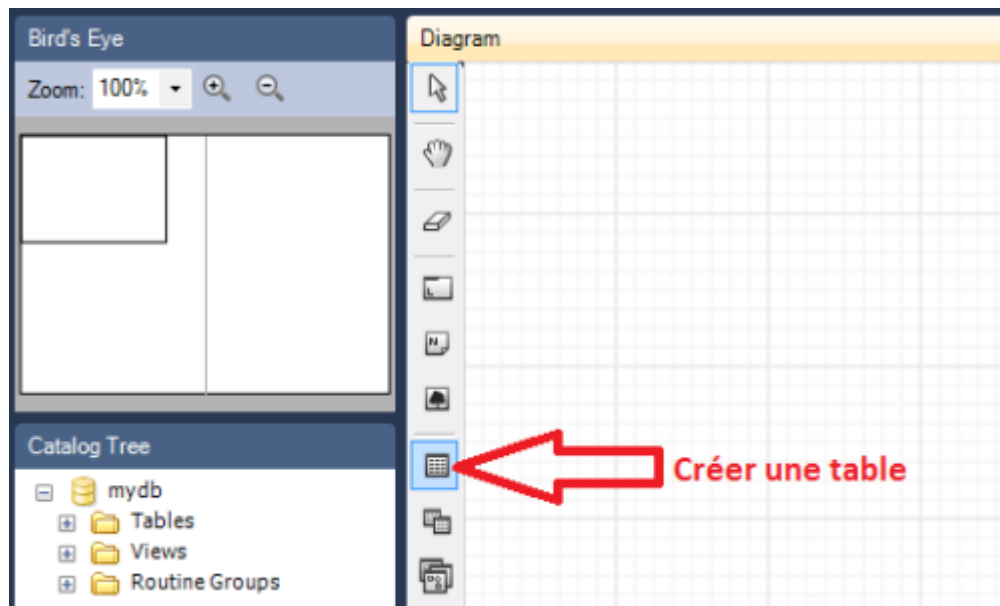 Bird's Eye
Diagram
Zoom: 100%
Catalog Tree
mydb
Tables
Views
Routine Groups
L
N
Créer une table